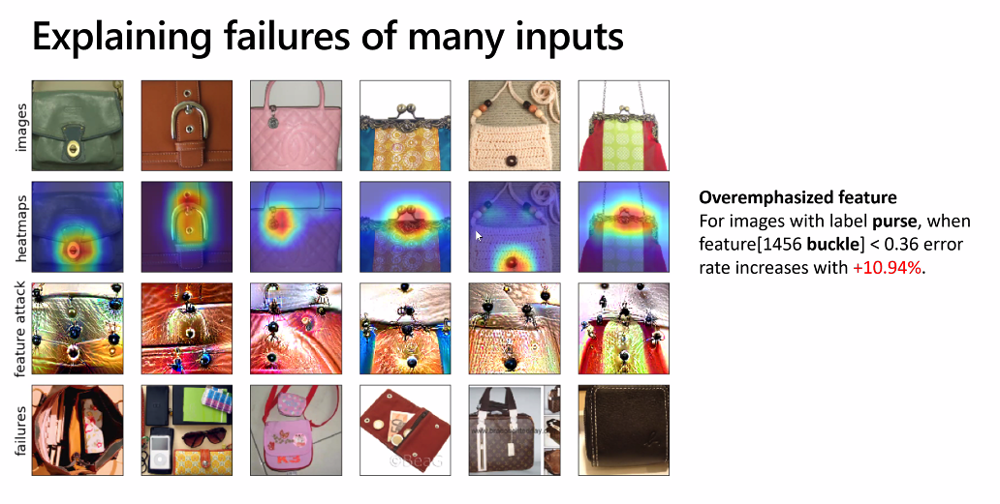 Explaining failures of many inputs
images
heatmaps
feature attack
failures
Overemphasized feature
For images with label purse, when
feature[1456 buckle] < 0.36 error
rate increases with +10.94%.
K3